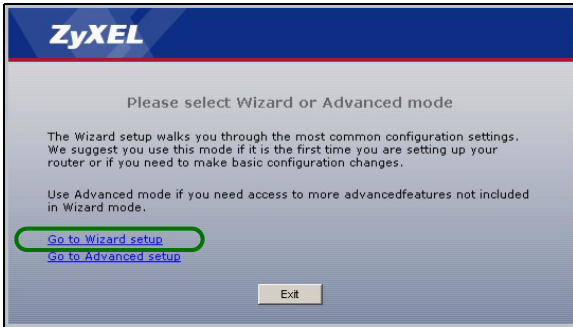 ZyXEL
Please select Wizard or Advanced mode
The Wizard setup walks you through the most common configuration settings.
We suggest you use this mode if it is the first time you are setting up your
router or if you need to make basic configuration changes.
Use Advanced mode if you need access to more advancedfeatures not included
in Wizard mode.
Go to Wizard setup
Go to Advanced setup
Exit